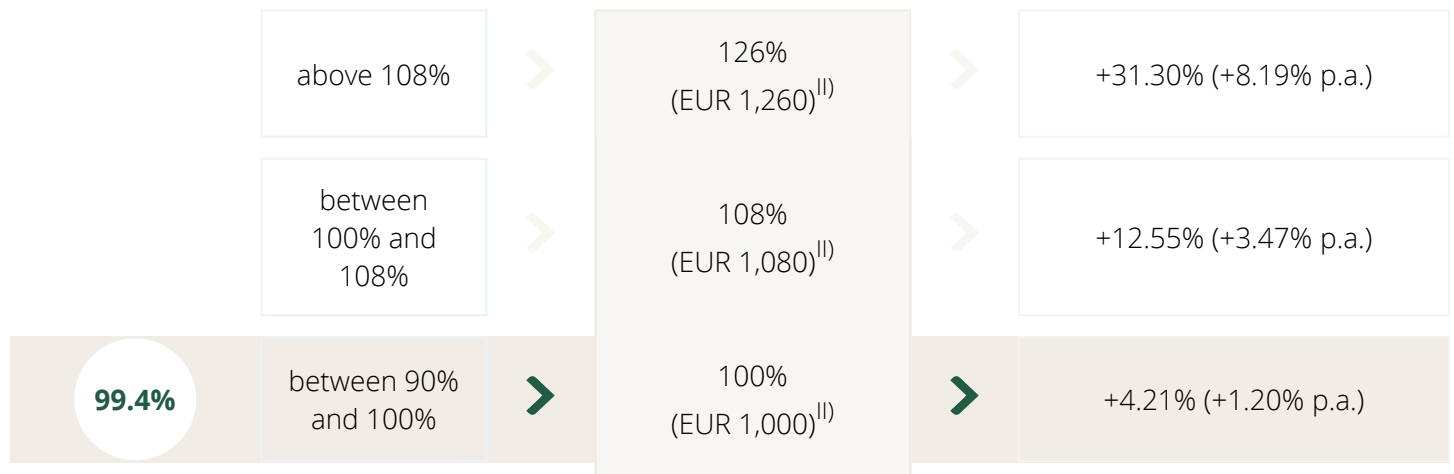 above 108%
126%
(EUR 1,260)II)
+31.30% (+8.19% p.a.)
between
100% and
108%
108%
(EUR 1,080)II)
+12.55% (+3.47% p.a.)
99.4%
between 90%
and 100%
100%
(EUR 1,000)II)
+4.21% (+1.20% p.a.)